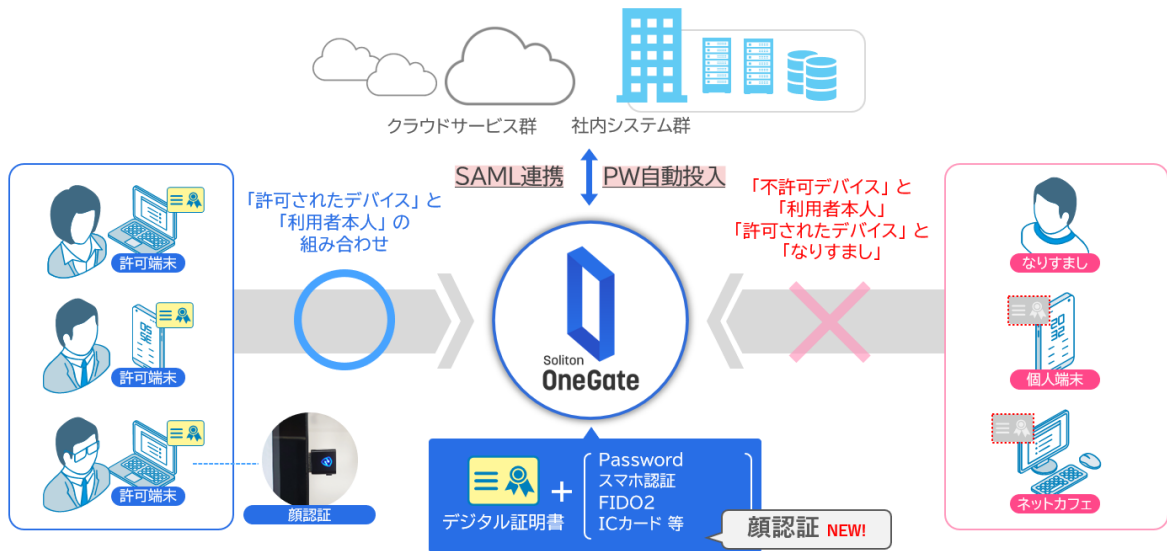 クラウドサービス群
社内システム群
SAML連携
PW自動投入
「許可されたデバイス」と
「利用者本人」の
組み合わせ
「不許可デバイス」と
「利用者本人」
「許可されたデバイス」と
「なりすまし」
許可端末
許可端末
許可端末
顔認証
Soliton
OneGate
なりすまし
個人端末
ネットカフェ
デジタル証明書
+
Password
スマホ認証
FIDO2
ICカード 等
顔認証 NEW!